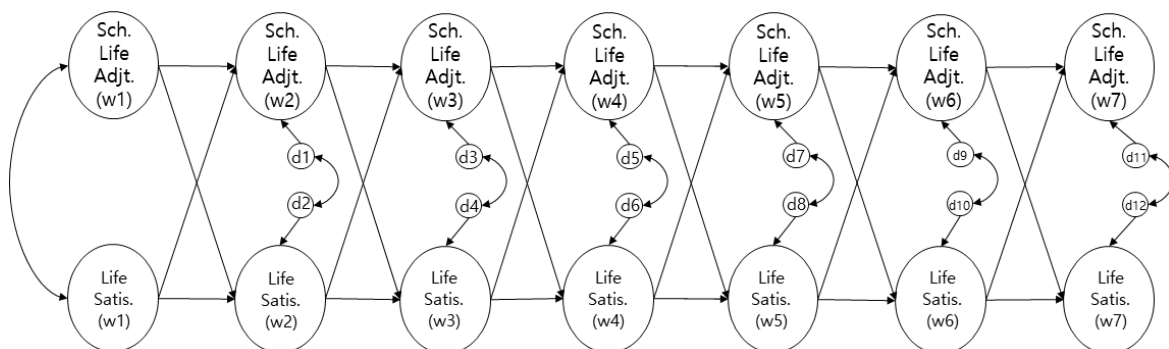 Sch.
Life
Adjt.
(w1)
Sch.
Life
Adjt.
(w2)
Sch.
Life
Adjt.
(w3)
Sch.
Life
Adjt.
(w4)
Sch.
Life
Adjt.
(w5)
Sch.
Life
Adjt.
(w6)
Sch.
Life
Adjt.
(w7)
d1
d3
d5
d7
d9
d11
d2
d4
d6
d8
d10
d12
Life
Satis.
(w1)
Life
Satis.
(w2)
Life
Satis.
(w3)
Life
Satis.
(w4)
Life
Satis.
(w5)
Life
Satis.
(w6)
Life
Satis.
(w7)